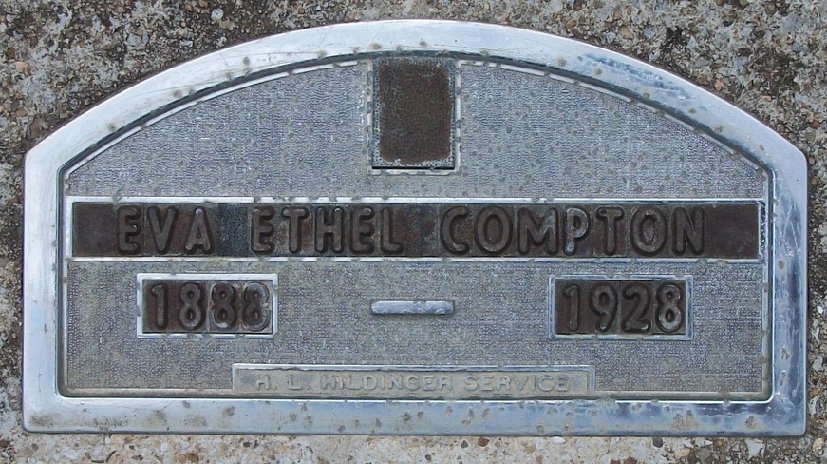 EVA ETHEL COMPTON
1888 — 1928
H. L. HILDINGER SERVICE